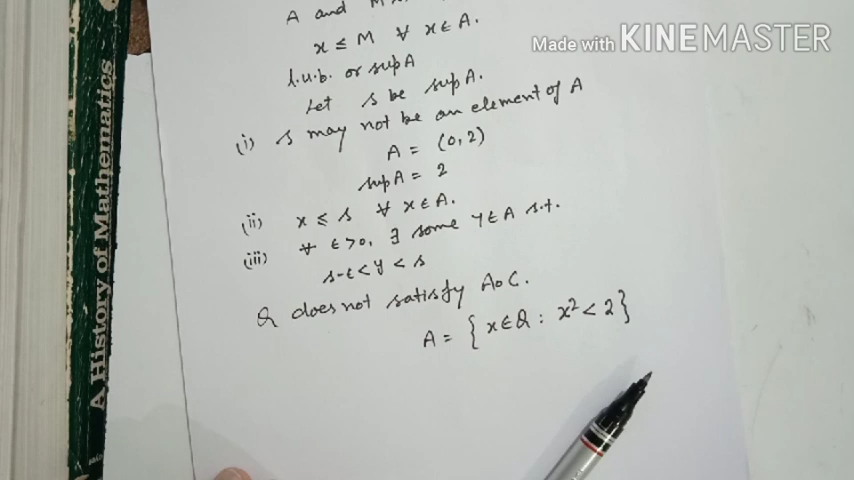 Made with KINEMASTER
A History of Mathematics
A and
x ≤ M ∀ x ∈ A.
l.u.b. or sup A
Let s be sup A.
(i) s may not be an element of A
A = (0, 2)
sup A = 2
(ii) x ≤ s ∀ x ∈ A.
(iii) ∀ ε > 0, ∃ some y ∈ A s.t.
s-ε < y < s
Q does not satisfy AoC.
A = { x ∈ Q : x² < 2 }